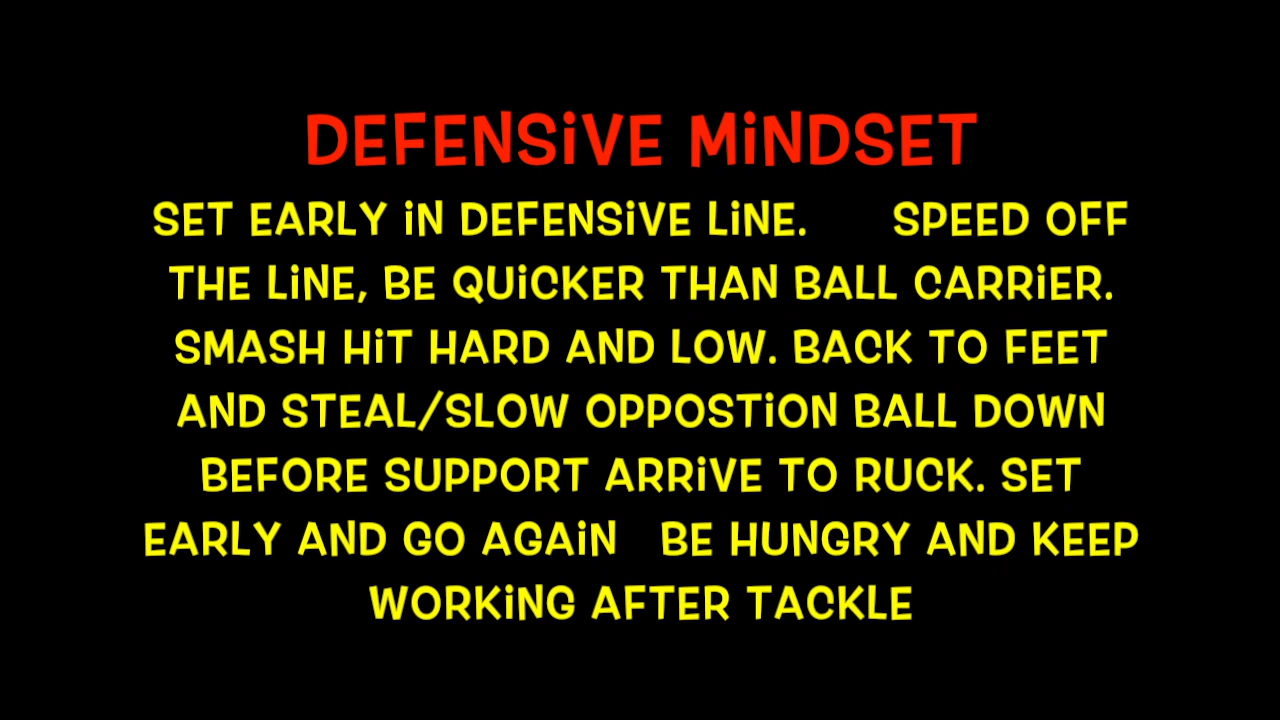 DEFENSiVE MiNDSET
SET EARLY iN DEFENSiVE LiNE. SPEED OFF
THE LiNE, BE QUiCKER THAN BALL CARRiER.
SMASH HiT HARD AND LOW. BACK TO FEET
AND STEAL/SLOW OPPOSTiON BALL DOWN
BEFORE SUPPORT ARRiVE TO RUCK. SET
EARLY AND GO AGAiN BE HUNGRY AND KEEP
WORKiNG AFTER TACKLE